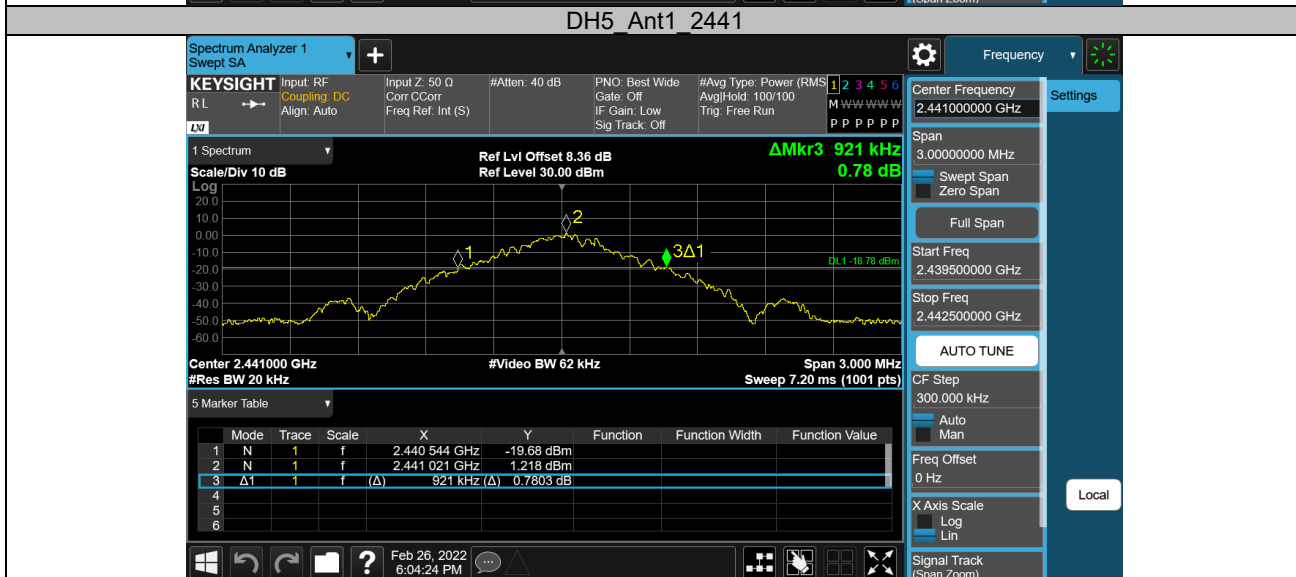 (Span Zoom)
DH5_Ant1_2441
Spectrum Analyzer 1
Swept SA
+
Frequency
KEYSIGHT Input: RF Input Z: 50 Ω #Atten: 40 dB PNO: Best Wide #Avg Type: Power (RMS 1 2 3 4 5 6
RL Coupling: DC Corr CCorr Gate: Off Avg|Hold: 100/100 M W W W W W
Align: Auto Freq Ref: Int (S) IF Gain: Low Trig: Free Run
LXI Sig Track: Off P P P P P P
Center Frequency
2.441000000 GHz
Settings
1 Spectrum
Ref Lvl Offset 8.36 dB
ΔMkr3 921 kHz
Scale/Div 10 dB Ref Level 30.00 dBm 0.78 dB
Log
20.0
10.0
0.00
-10.0
-20.0
-30.0
-40.0
-50.0
-60.0
1
2
3Δ1
DL1 -18.78 dBm
Center 2.441000 GHz #Video BW 62 kHz Span 3.000 MHz
#Res BW 20 kHz Sweep 7.20 ms (1001 pts)
Span
3.00000000 MHz
Swept Span
Zero Span
Full Span
Start Freq
2.439500000 GHz
Stop Freq
2.442500000 GHz
AUTO TUNE
CF Step
300.000 kHz
Auto
Man
Freq Offset
0 Hz
X Axis Scale
Log
Lin
Signal Track
(Span Zoom)
Local
5 Marker Table
Mode Trace Scale X Y Function Function Width Function Value
1 N 1 f 2.440 544 GHz -19.68 dBm
2 N 1 f 2.441 021 GHz 1.218 dBm
3 Δ1 1 f (Δ) 921 kHz (Δ) 0.7803 dB
4
5
6
?
Feb 26, 2022
6:04:24 PM